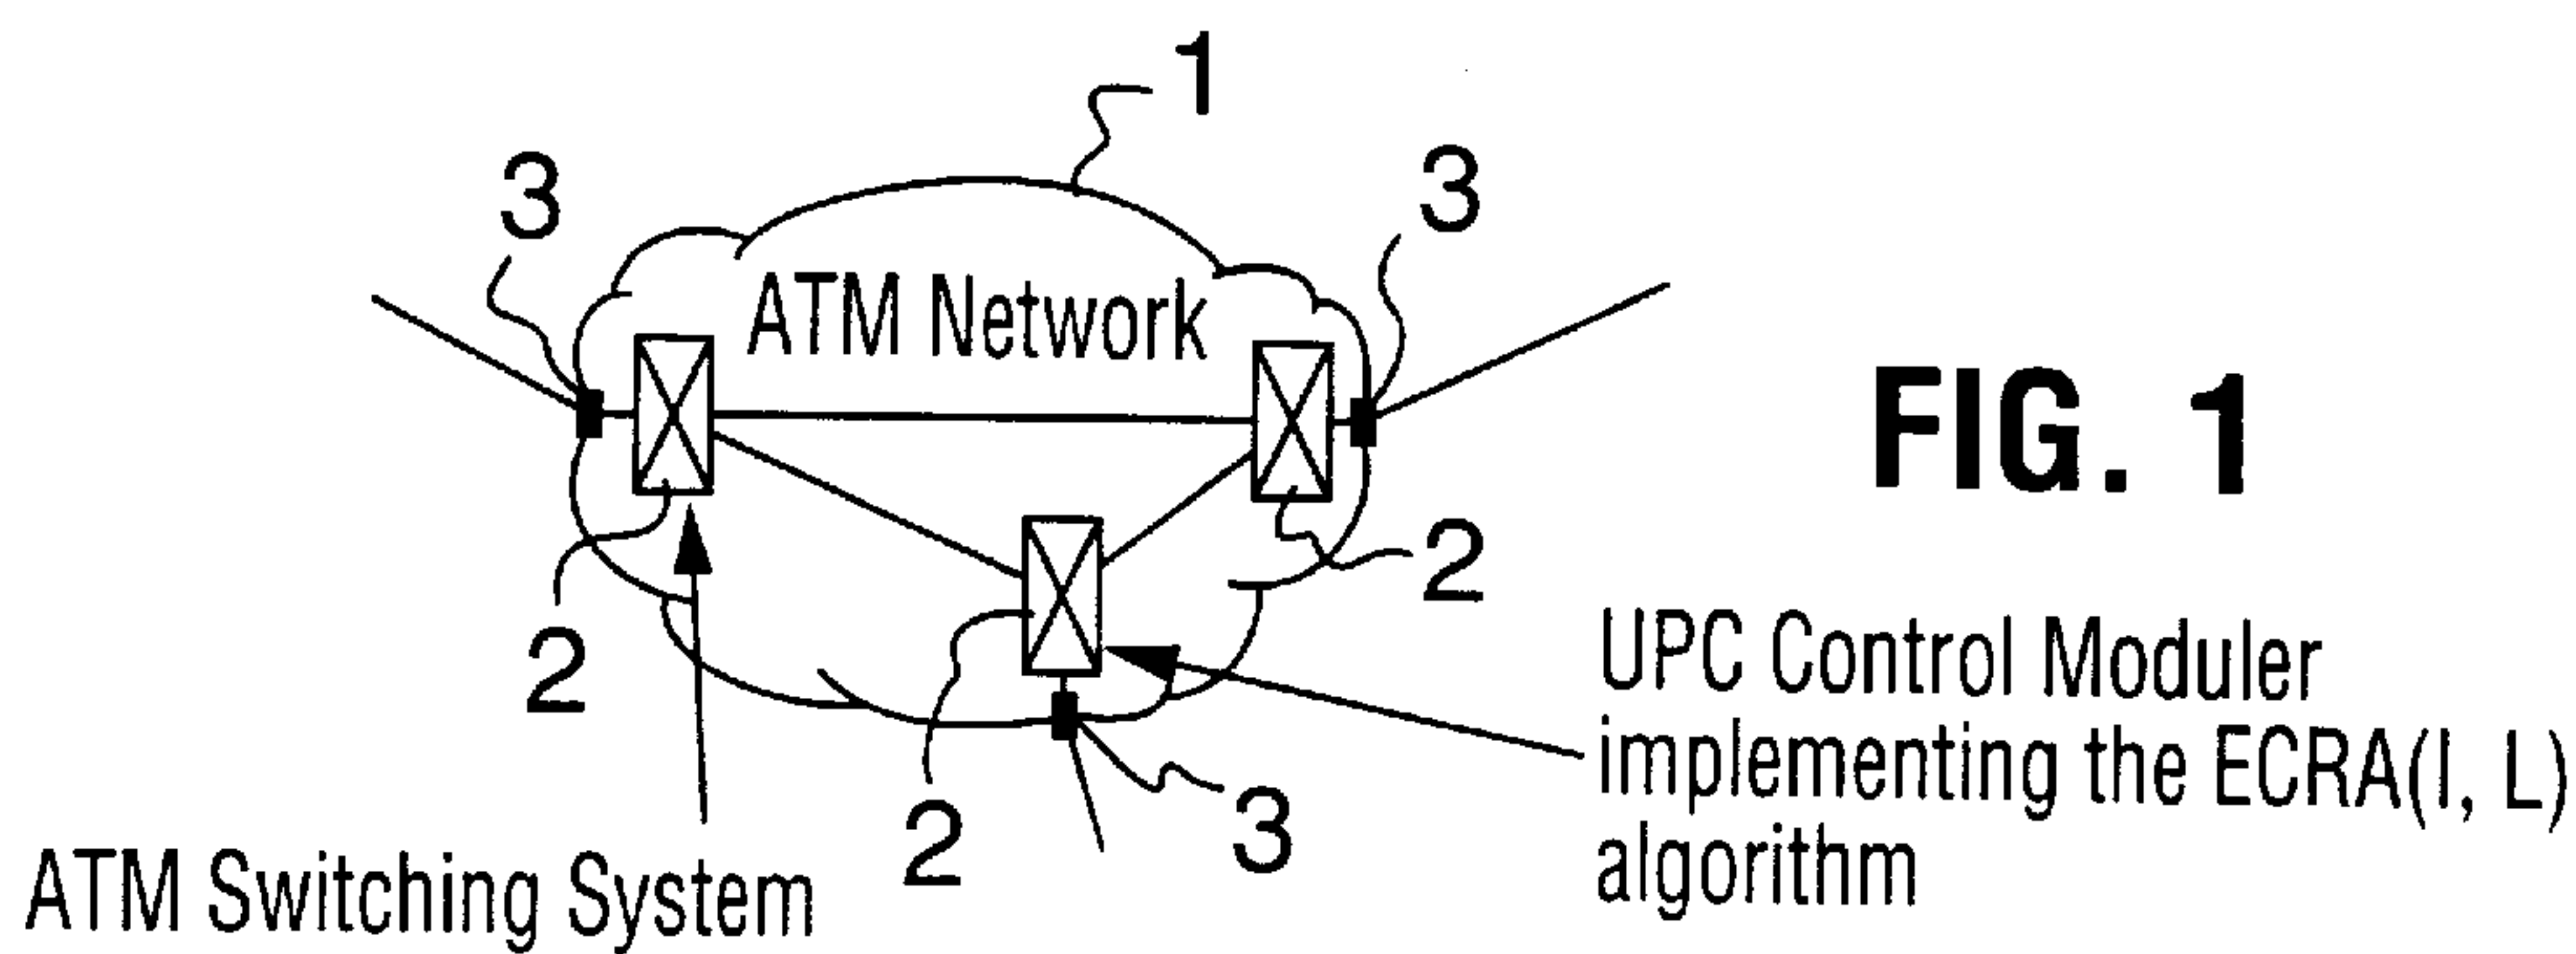 1
3
3
ATM Network
FIG. 1
2
2
2
3
UPC Control Moduler
implementing the ECRA(I, L)
algorithm
ATM Switching System